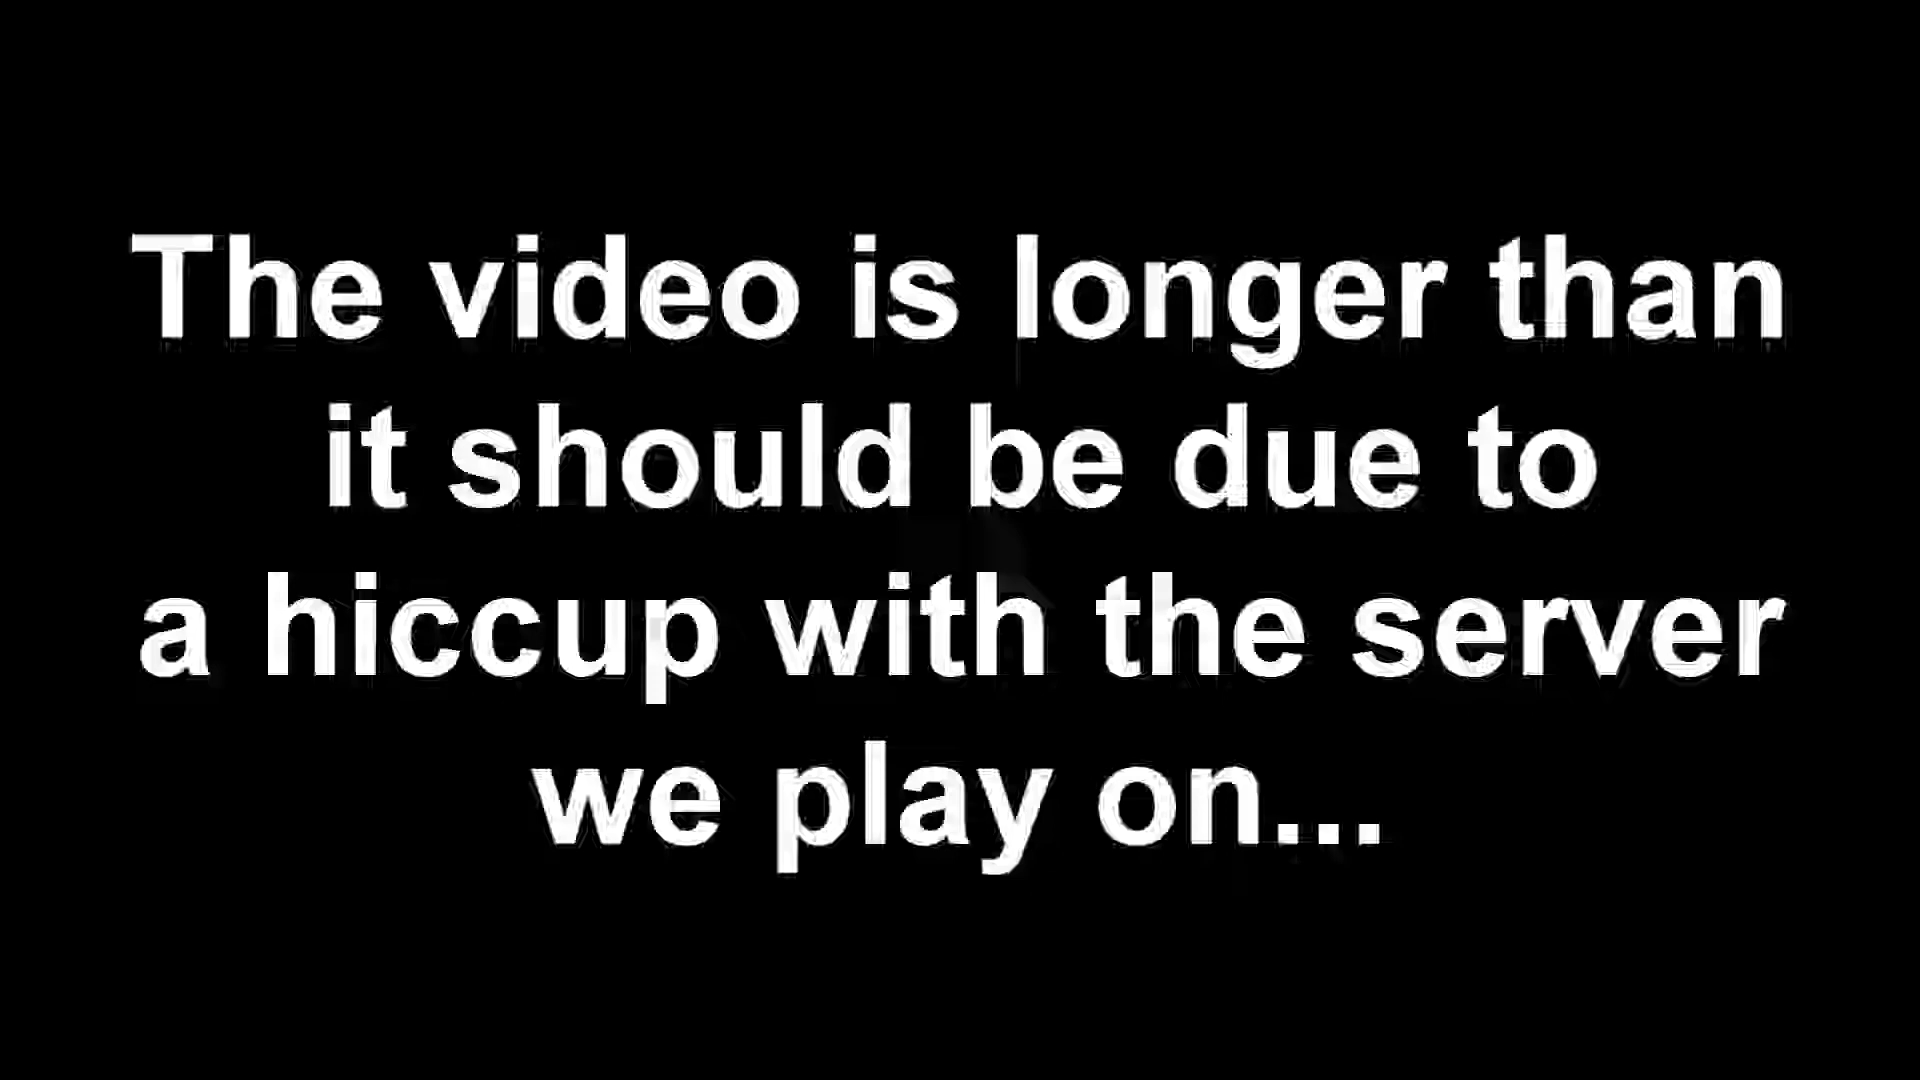 The video is longer than
it should be due to
a hiccup with the server
we play on...